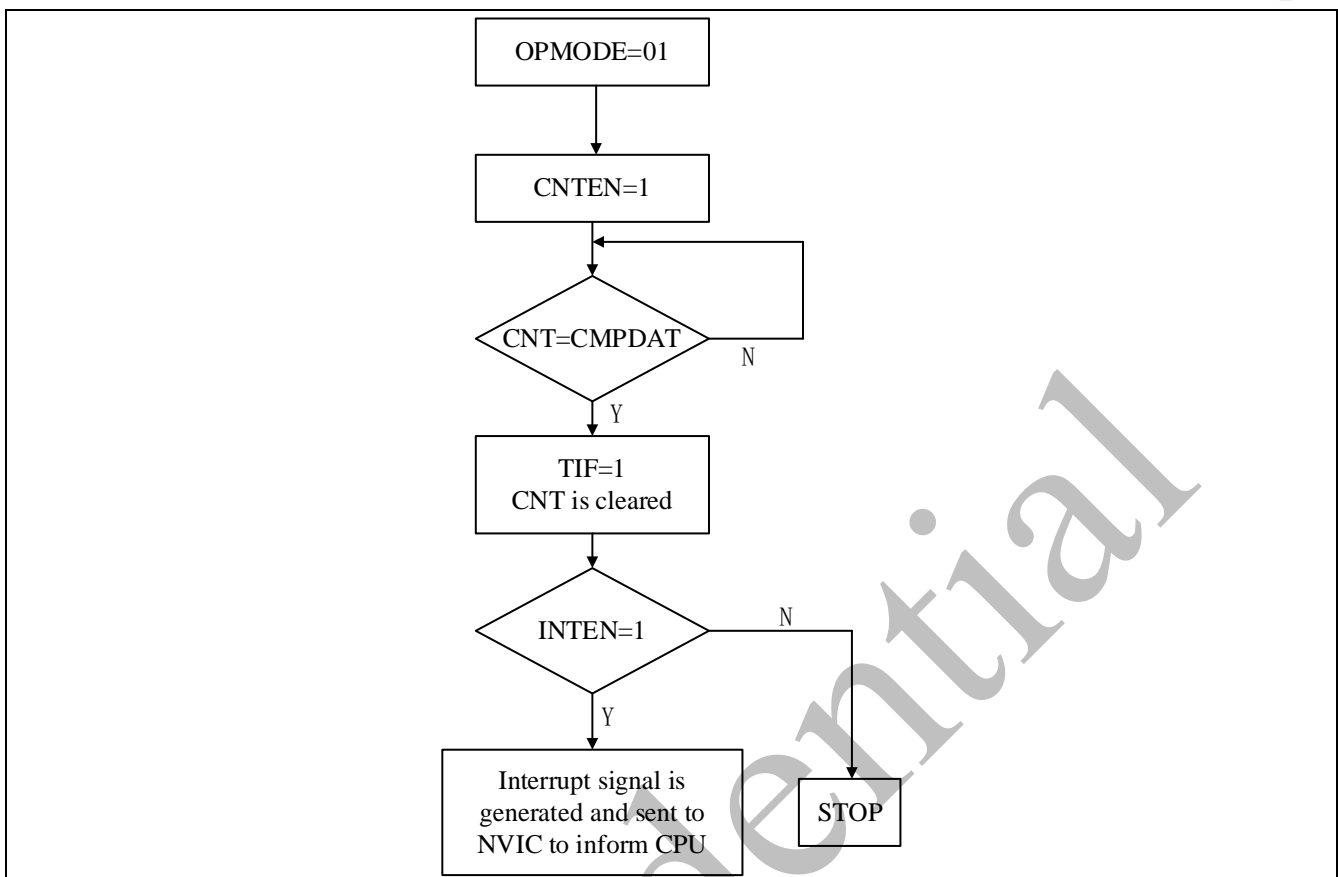 OPMODE=01
CNTEN=1
CNT=CMPDAT
N
Y
TIF=1
CNT is cleared
INTEN=1
N
Y
Interrupt signal is
generated and sent to
NVIC to inform CPU
STOP
dential